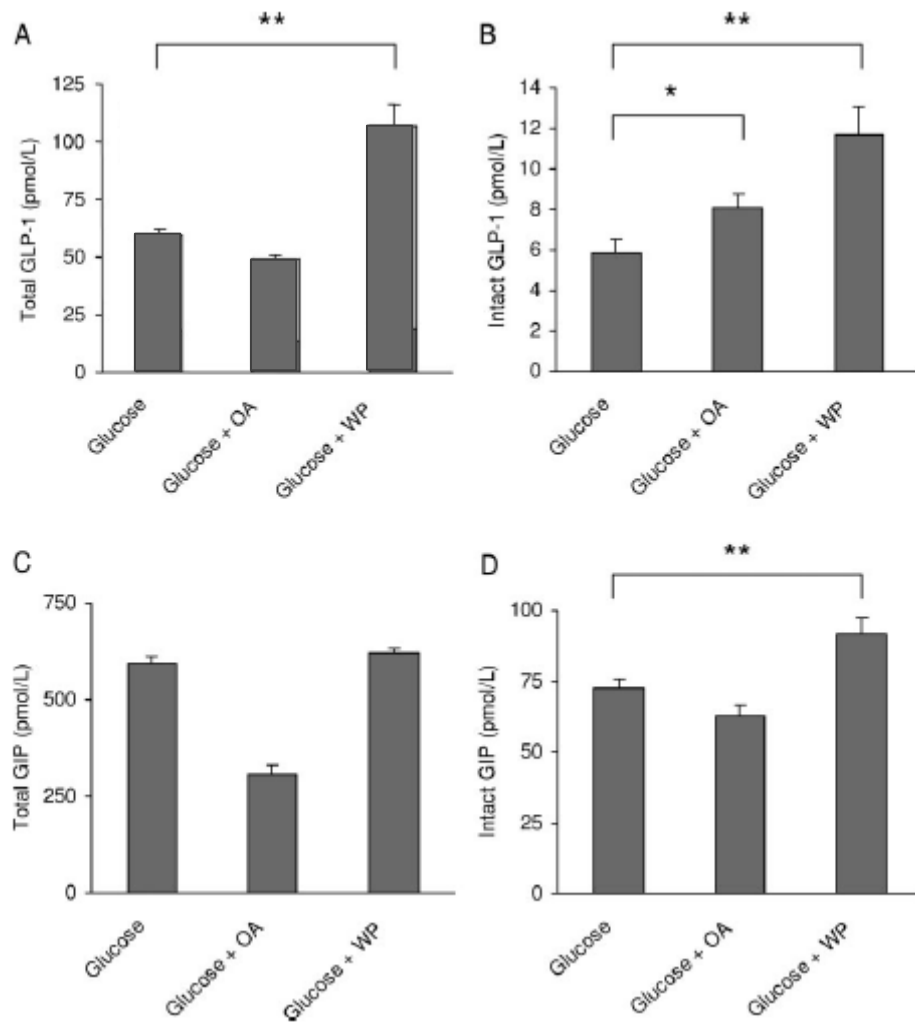 A
**
Total GLP-1 (pmol/L)
125
100
75
50
25
0
Glucose
Glucose + OA
Glucose + WP
B
**
*
Intact GLP-1 (pmol/L)
14
12
10
8
6
4
2
0
Glucose
Glucose + OA
Glucose + WP
C
Total GIP (pmol/L)
750
500
250
0
Glucose
Glucose + OA
Glucose + WP
D
**
Intact GIP (pmol/L)
100
75
50
25
0
Glucose
Glucose + OA
Glucose + WP